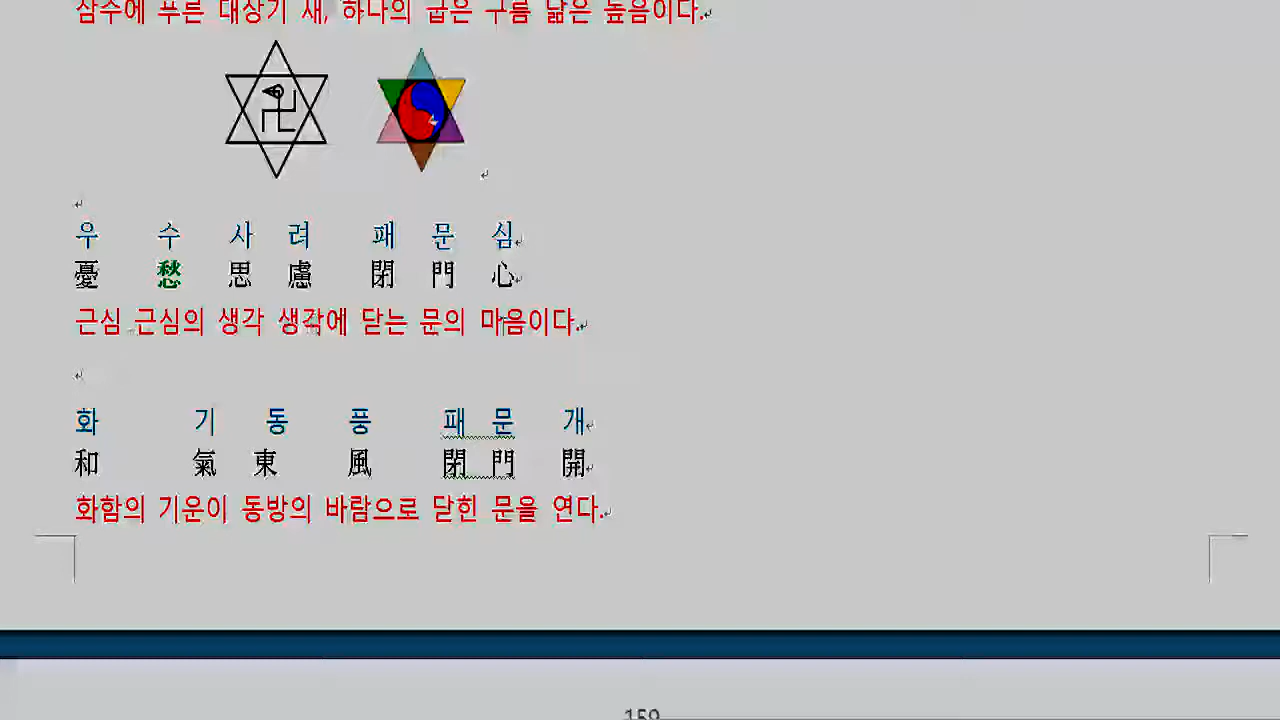 삼수에 푸른 대상기 새, 하나의 굽은 구름 닮은 높음이다.
우 수 사 려 패 문 심
憂 愁 思 慮 閉 門 心
근심 근심의 생각 생각에 닫는 문의 마음이다.
화 기 동 풍 패 문 개
和 氣 東 風 閉 門 開
화함의 기운이 동방의 바람으로 닫힌 문을 연다.
159